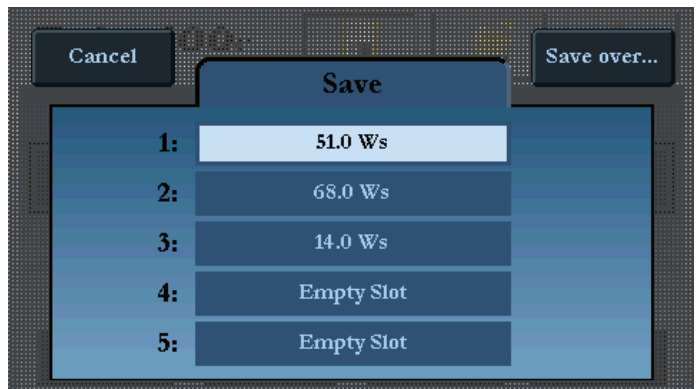 Cancel
Save over...
Save
1: 51.0 Ws
2: 68.0 Ws
3: 14.0 Ws
4: Empty Slot
5: Empty Slot